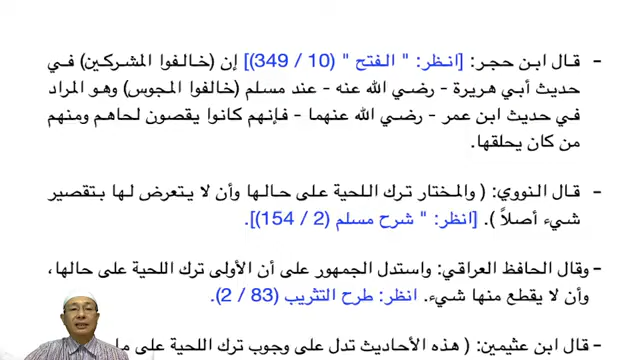 - قال ابن حجر: [انظر: " الفتح " (10 / 349)] إن (خالفوا المشركين) في
حديث أبي هريرة - رضي الله عنه - عند مسلم (خالفوا المجوس) وهو المراد
في حديث ابن عمر - رضي الله عنهما - فإنهم كانوا يقصون لحاهم ومنهم
من كان يحلقها.
- قال النووي: ( والمختار ترك اللحية على حالها وأن لا يتعرض لها بتقصير
شيء أصلاً ). [انظر: " شرح مسلم (2 / 154)].
- وقال الحافظ العراقي: واستدل الجمهور على أن الأولى ترك اللحية على حالها،
وأن لا يقطع منها شيء. انظر: طرح التثريب (83 / 2).
- قال ابن عثيمين: ( هذه الأحاديث تدل على وجوب ترك اللحية على ما